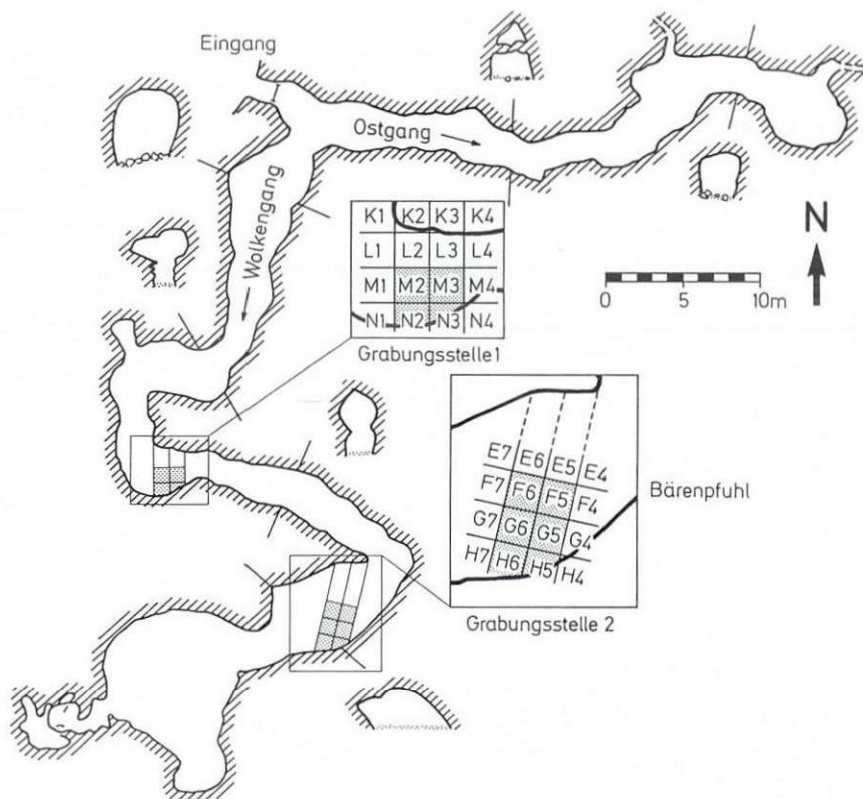 Eingang
Ostgang
Wolkengang
K1 K2 K3 K4
L1 L2 L3 L4
M1 M2 M3 M4
N1 N2 N3 N4
Grabungsstelle 1
N
0 5 10m
E7 E6 E5 E4
F7 F6 F5 F4
G7 G6 G5 G4
H7 H6 H5 H4
Bärenpfuhl
Grabungsstelle 2